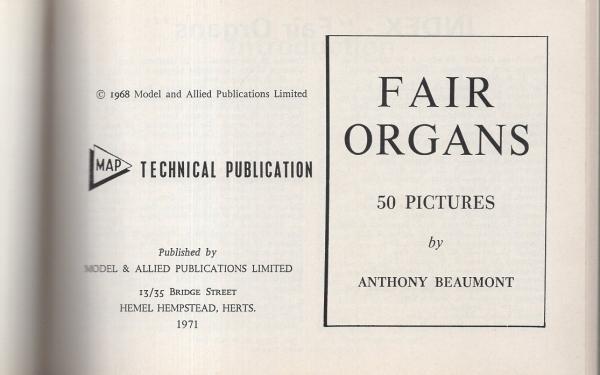 © 1968 Model and Allied Publications Limited
MAP TECHNICAL PUBLICATION
Published by
MODEL & ALLIED PUBLICATIONS LIMITED
13/35 BRIDGE STREET
HEMEL HEMPSTEAD, HERTS.
1971
FAIR
ORGANS
50 PICTURES
by
ANTHONY BEAUMONT